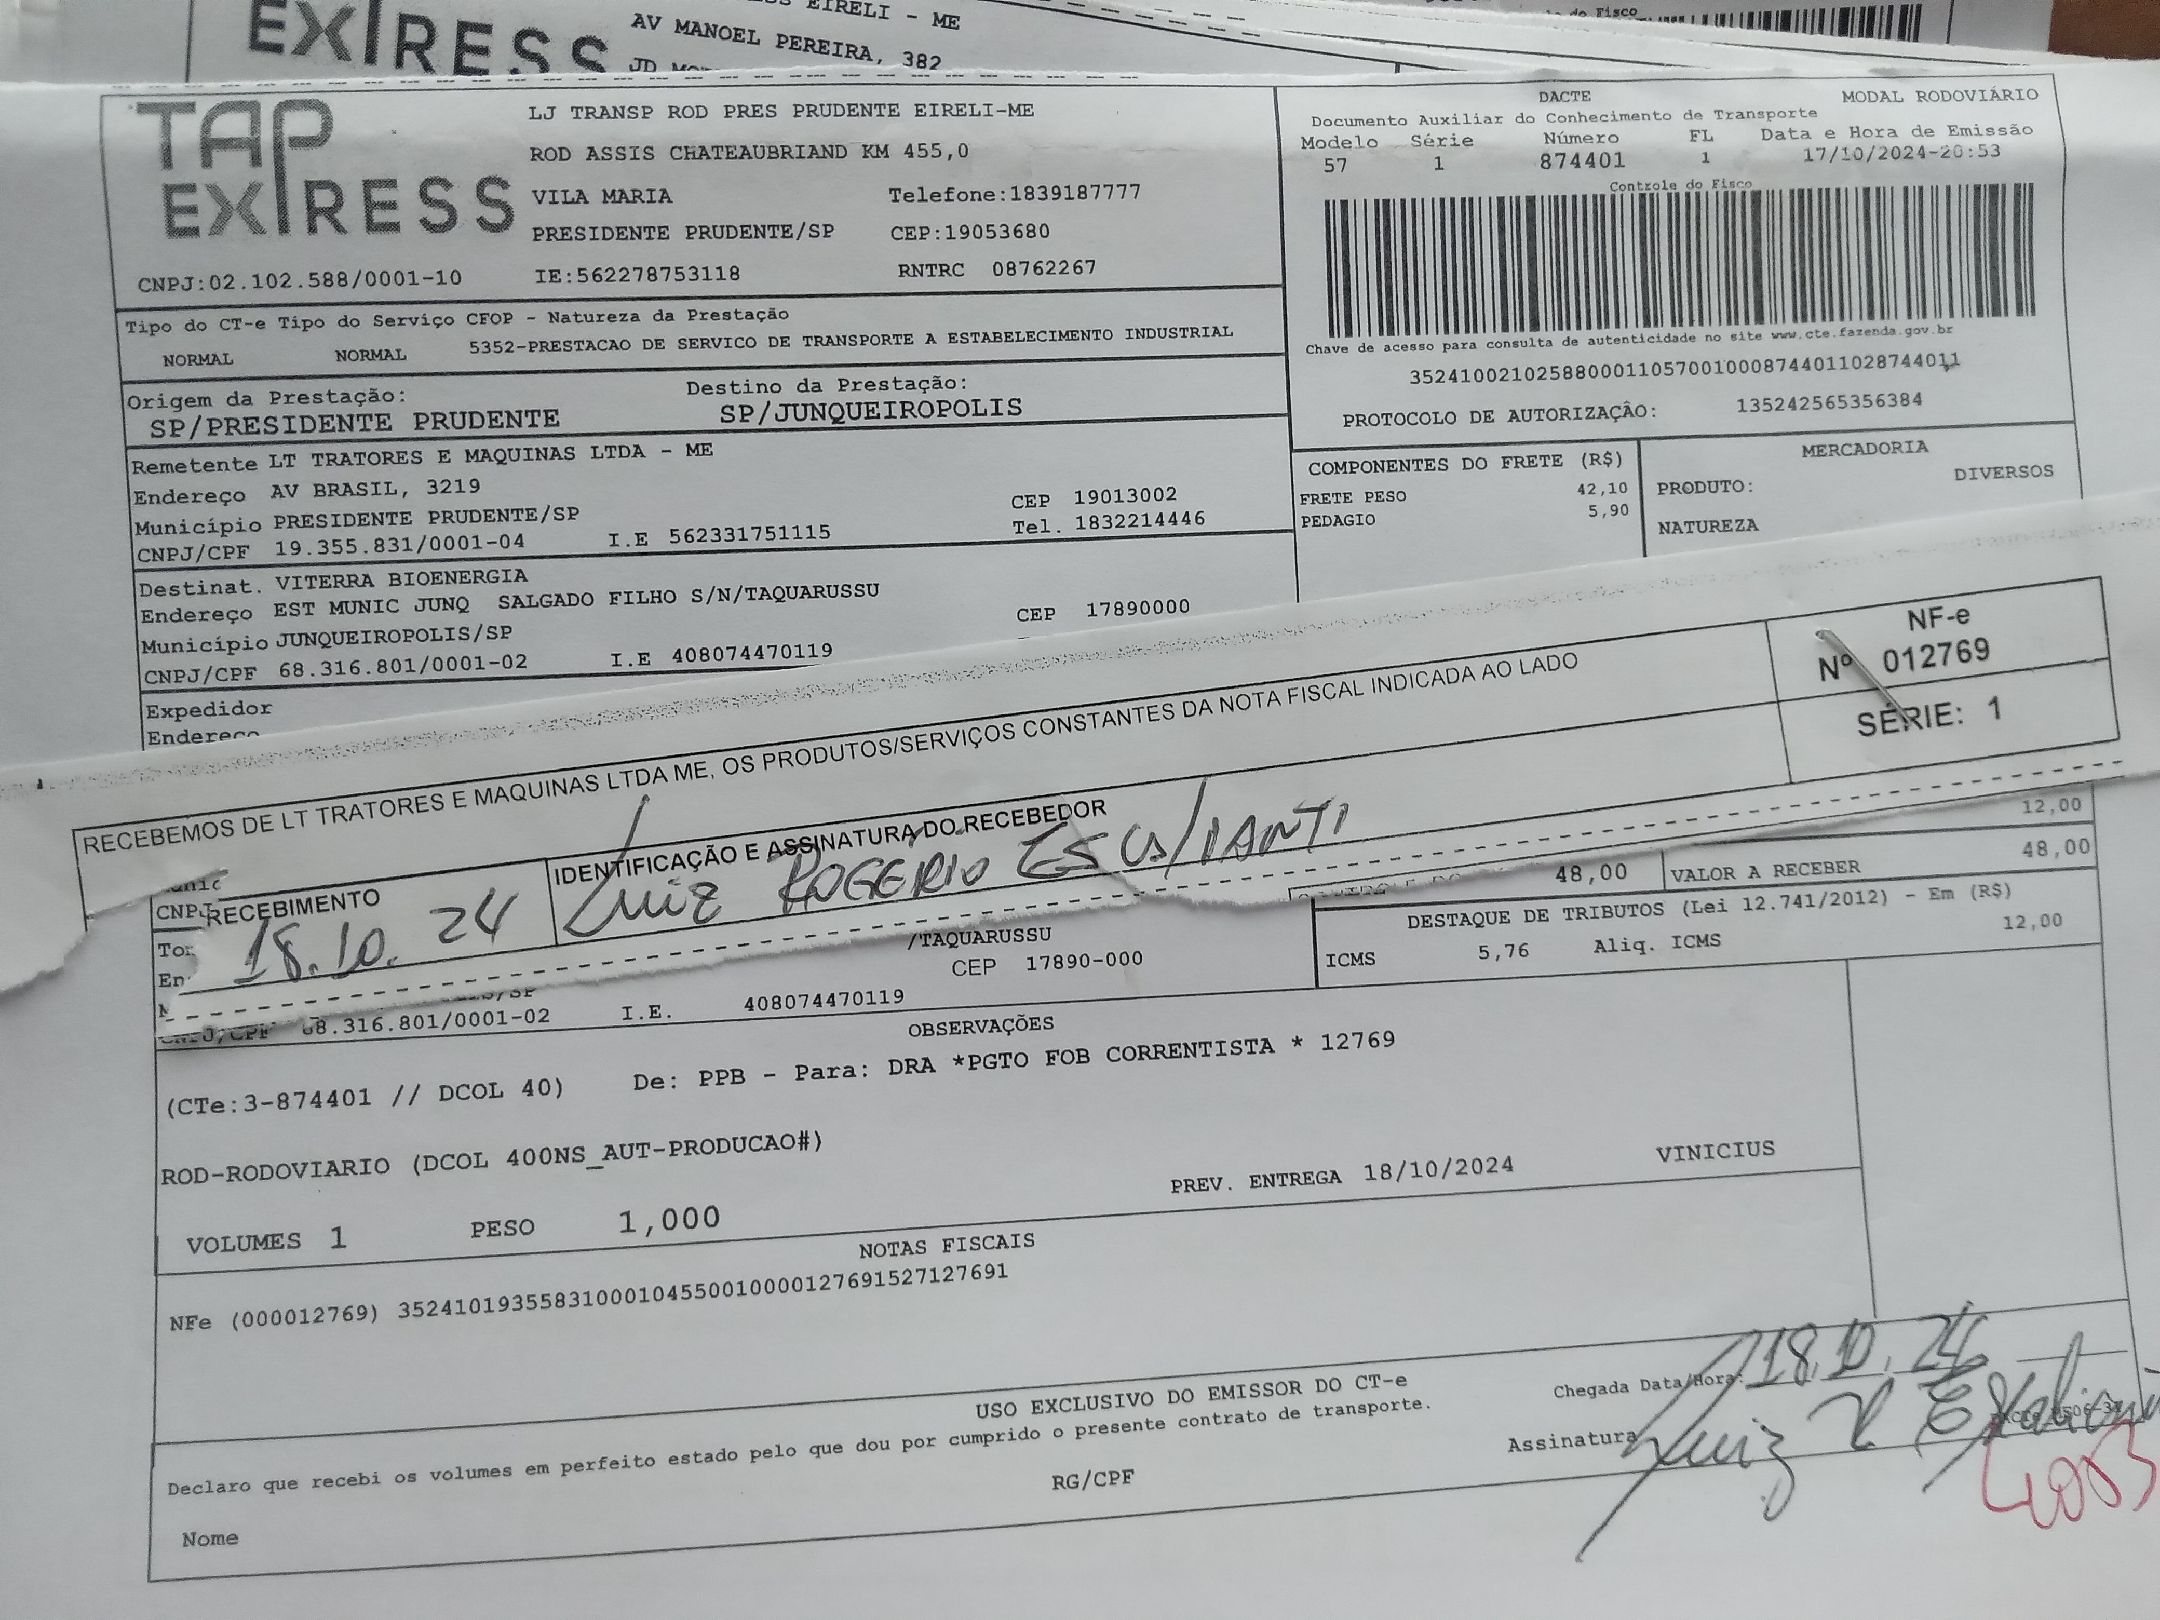 EXPRESS
EIRELI - ME
AV MANOEL PEREIRA, 382
JD
do Fisco
TAP
EXPRESS
LJ TRANSP ROD PRES PRUDENTE EIRELI-ME
ROD ASSIS CHATEAUBRIAND KM 455,0
VILA MARIA Telefone:1839187777
PRESIDENTE PRUDENTE/SP CEP:19053680
CNPJ:02.102.588/0001-10 IE:562278753118 RNTRC 08762267
DACTE MODAL RODOVIÁRIO
Documento Auxiliar do Conhecimento de Transporte
Modelo Série Número FL Data e Hora de Emissão
57 1 874401 1 17/10/2024-20:53
Controle do Fisco
Chave de acesso para consulta de autenticidade no site www.cte.fazenda.gov.br
35241002102588000110570010008744011028744011
PROTOCOLO DE AUTORIZAÇÃO: 135242565356384
Tipo do CT-e Tipo do Serviço CFOP - Natureza da Prestação
NORMAL NORMAL 5352-PRESTACAO DE SERVICO DE TRANSPORTE A ESTABELECIMENTO INDUSTRIAL
Origem da Prestação: Destino da Prestação:
SP/PRESIDENTE PRUDENTE SP/JUNQUEIROPOLIS
Remetente LT TRATORES E MAQUINAS LTDA - ME
Endereço AV BRASIL, 3219 CEP 19013002
Município PRESIDENTE PRUDENTE/SP Tel. 1832214446
CNPJ/CPF 19.355.831/0001-04 I.E 562331751115
COMPONENTES DO FRETE (R$)
FRETE PESO 42,10
PEDAGIO 5,90
MERCADORIA
PRODUTO: DIVERSOS
NATUREZA
Destinat. VITERRA BIOENERGIA
Endereço EST MUNIC JUNQ SALGADO FILHO S/N/TAQUARUSSU
Município JUNQUEIROPOLIS/SP CEP 17890000
CNPJ/CPF 68.316.801/0001-02 I.E 408074470119
Expedidor
Endereço
RECEBEMOS DE LT TRATORES E MAQUINAS LTDA ME, OS PRODUTOS/SERVIÇOS CONSTANTES DA NOTA FISCAL INDICADA AO LADO
NF-e
Nº 012769
SÉRIE: 1
RECEBIMENTO
18.10.24
IDENTIFICAÇÃO E ASSINATURA DO RECEBEDOR
LUIZ ROGÉRIO
12,00
48,00 VALOR A RECEBER 48,00
DESTAQUE DE TRIBUTOS (Lei 12.741/2012) - Em (R$)
ICMS 5,76 Aliq. ICMS 12,00
CNPJ
/TAQUARUSSU
CEP 17890-000
CNPJ/CPF 68.316.801/0001-02 I.E. 408074470119
OBSERVAÇÕES
(CTe:3-874401 // DCOL 40) De: PPB - Para: DRA *PGTO FOB CORRENTISTA * 12769
ROD-RODOVIARIO (DCOL 400NS_AUT-PRODUCAO#)
VOLUMES 1 PESO 1,000 PREV. ENTREGA 18/10/2024 VINICIUS
NOTAS FISCAIS
NFe (000012769) 35241019355831000104550010000127691527127691
USO EXCLUSIVO DO EMISSOR DO CT-e
Declaro que recebi os volumes em perfeito estado pelo que dou por cumprido o presente contrato de transporte.
Chegada Data/Hora: 18.10.24
Assinatura Luiz R
RG/CPF
Nome